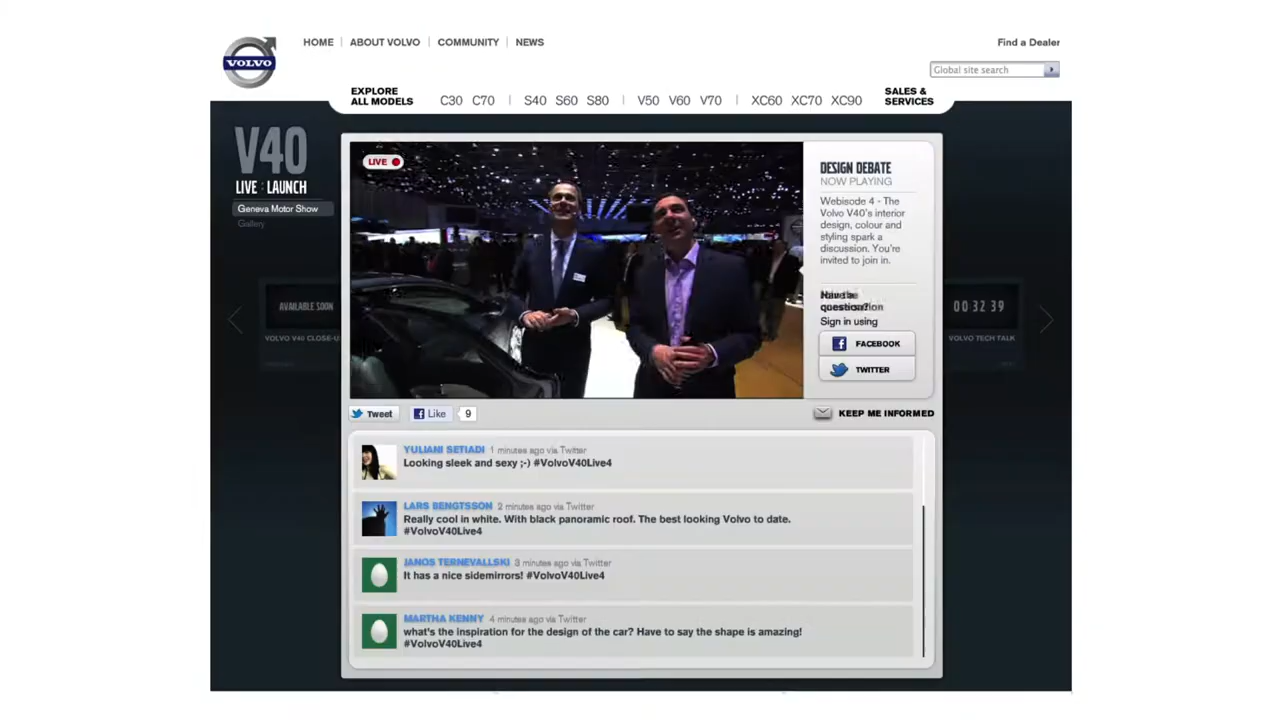 VOLVO
HOME
ABOUT VOLVO
COMMUNITY
NEWS
Find a Dealer
Global site search
EXPLORE
ALL MODELS
C30 C70
S40 S60 S80
V50 V60 V70
XC60 XC70 XC90
SALES &
SERVICES
V40
LIVE : LAUNCH
Geneva Motor Show
Gallery
AVAILABLE SOON
VOLVO V40 CLOSE-U
LIVE
DESIGN DEBATE
NOW PLAYING
Webisode 4 - The
Volvo V40's interior
design, colour and
styling spark a
discussion. You're
invited to join in.
Sign in using
FACEBOOK
TWITTER
00:32 39
VOLVO TECH TALK
Tweet
Like
9
KEEP ME INFORMED
YULIANI SETIADI 1 minutes ago via Twitter
Looking sleek and sexy ;-) #VolvoV40Live4
LARS BENGTSSON 2 minutes ago via Twitter
Really cool in white. With black panoramic roof. The best looking Volvo to date.
#VolvoV40Live4
JANOS TERNEVALLSKI 3 minutes ago via Twitter
It has a nice sidemirrors! #VolvoV40Live4
MARTHA KENNY 4 minutes ago via Twitter
what's the inspiration for the design of the car? Have to say the shape is amazing!
#VolvoV40Live4